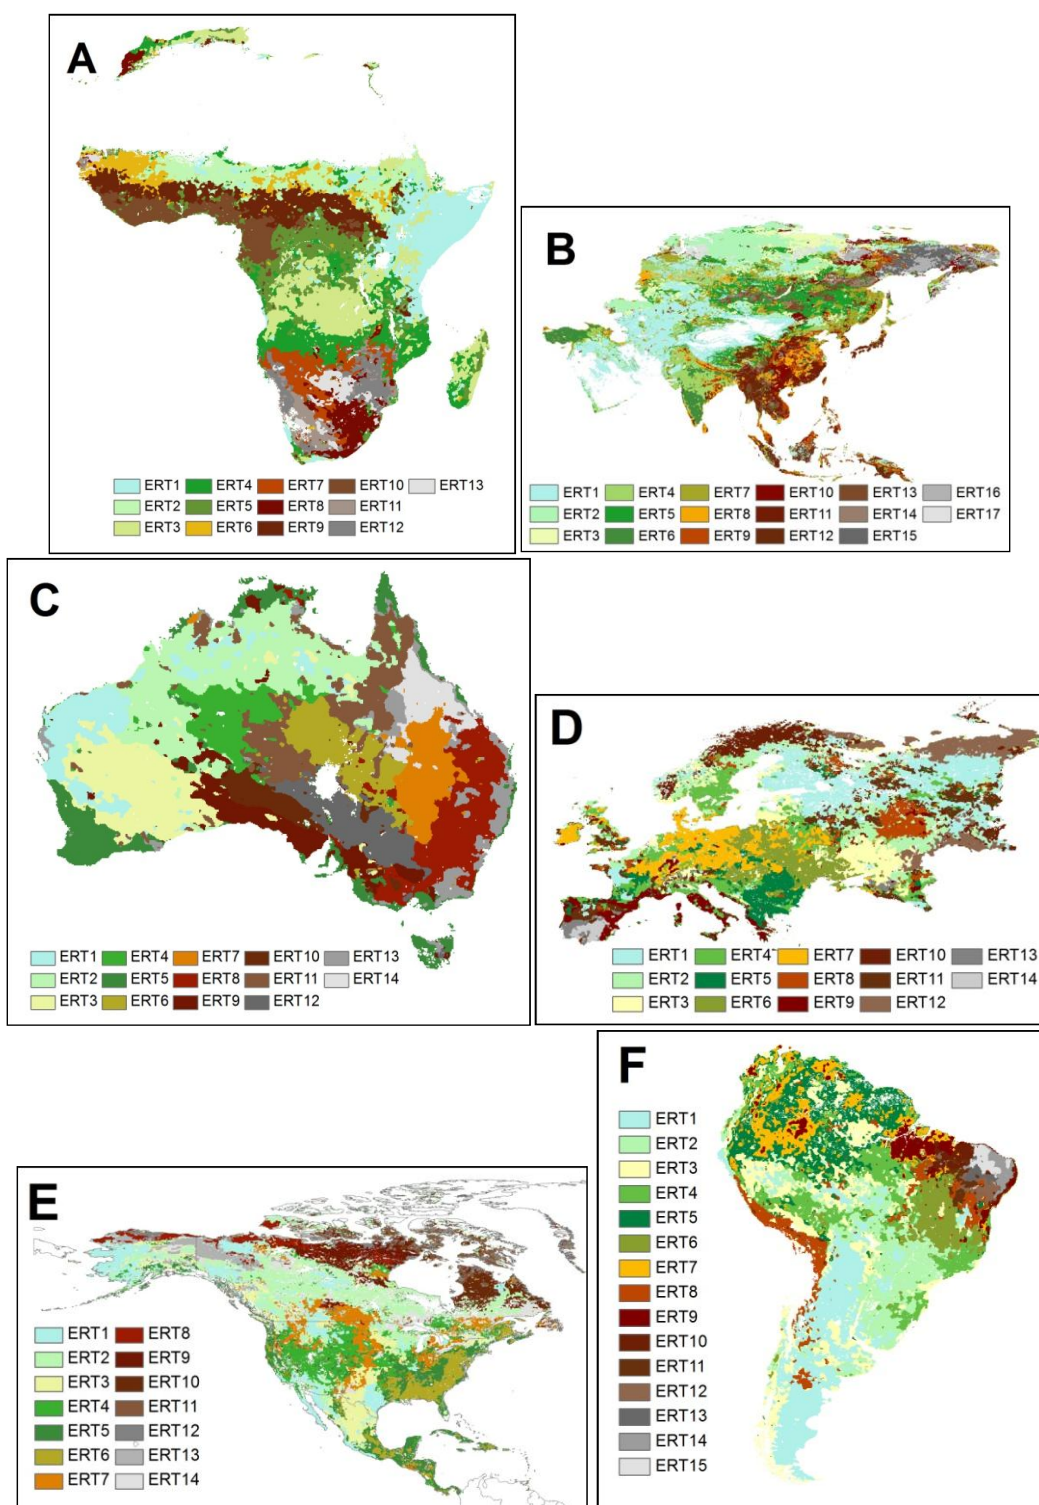 A
ERT1 ERT4 ERT7 ERT10 ERT13
ERT2 ERT5 ERT8 ERT11
ERT3 ERT6 ERT9 ERT12
B
ERT1 ERT4 ERT7 ERT10 ERT13 ERT16
ERT2 ERT5 ERT8 ERT11 ERT14 ERT17
ERT3 ERT6 ERT9 ERT12 ERT15
C
ERT1 ERT4 ERT7 ERT10 ERT13
ERT2 ERT5 ERT8 ERT11 ERT14
ERT3 ERT6 ERT9 ERT12
D
ERT1 ERT4 ERT7 ERT10 ERT13
ERT2 ERT5 ERT8 ERT11 ERT14
ERT3 ERT6 ERT9 ERT12
E
ERT1 ERT8
ERT2 ERT9
ERT3 ERT10
ERT4 ERT11
ERT5 ERT12
ERT6 ERT13
ERT7 ERT14
F
ERT1
ERT2
ERT3
ERT4
ERT5
ERT6
ERT7
ERT8
ERT9
ERT10
ERT11
ERT12
ERT13
ERT14
ERT15